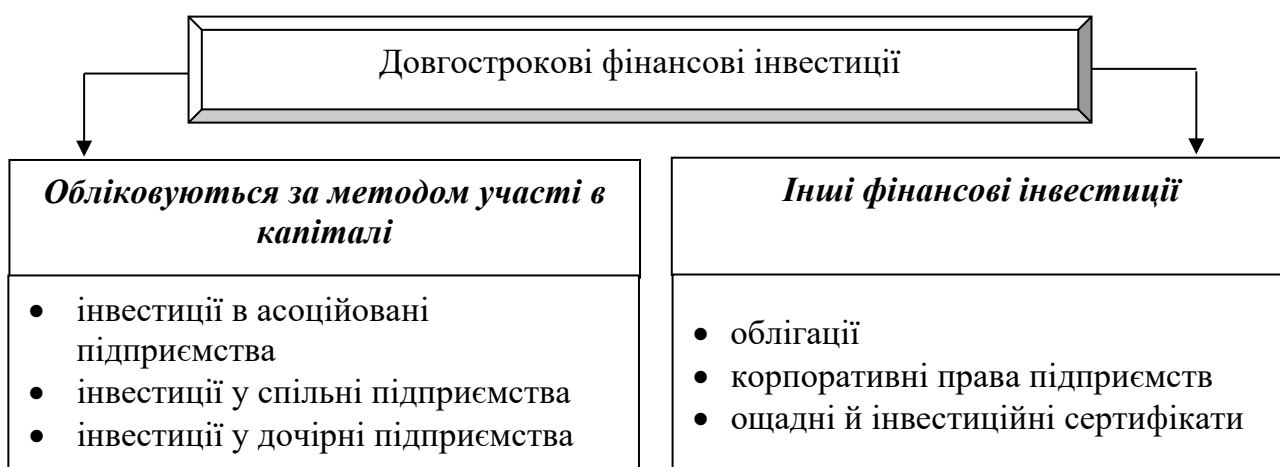 Довгострокові фінансові інвестиції
Обліковуються за методом участі в
капіталі
• інвестиції в асоційовані
підприємства
• інвестиції у спільні підприємства
• інвестиції у дочірні підприємства
Інші фінансові інвестиції
• облігації
• корпоративні права підприємств
• ощадні й інвестиційні сертифікати